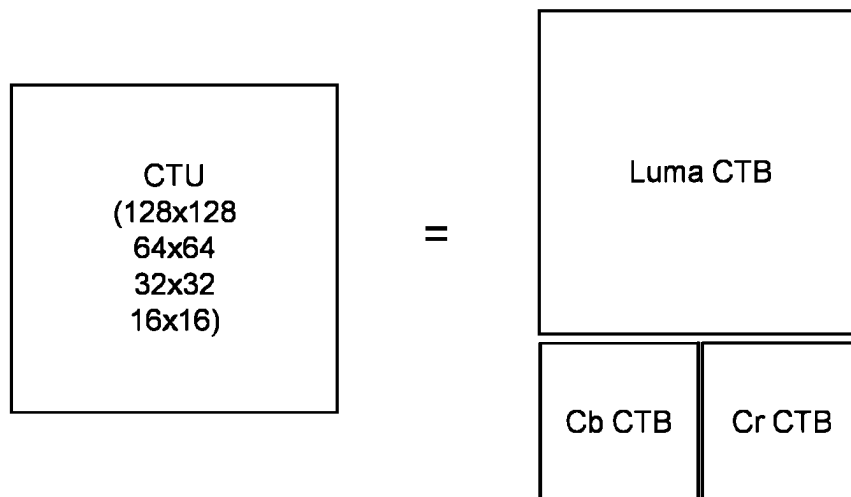 CTU
(128x128
64x64
32x32
16x16)
=
Luma CTB
Cb CTB
Cr CTB